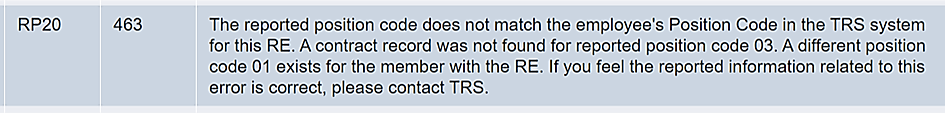 RP20 463 The reported position code does not match the employee's Position Code in the TRS system
for this RE. A contract record was not found for reported position code 03. A different position
code 01 exists for the member with the RE. If you feel the reported information related to this
error is correct, please contact TRS.